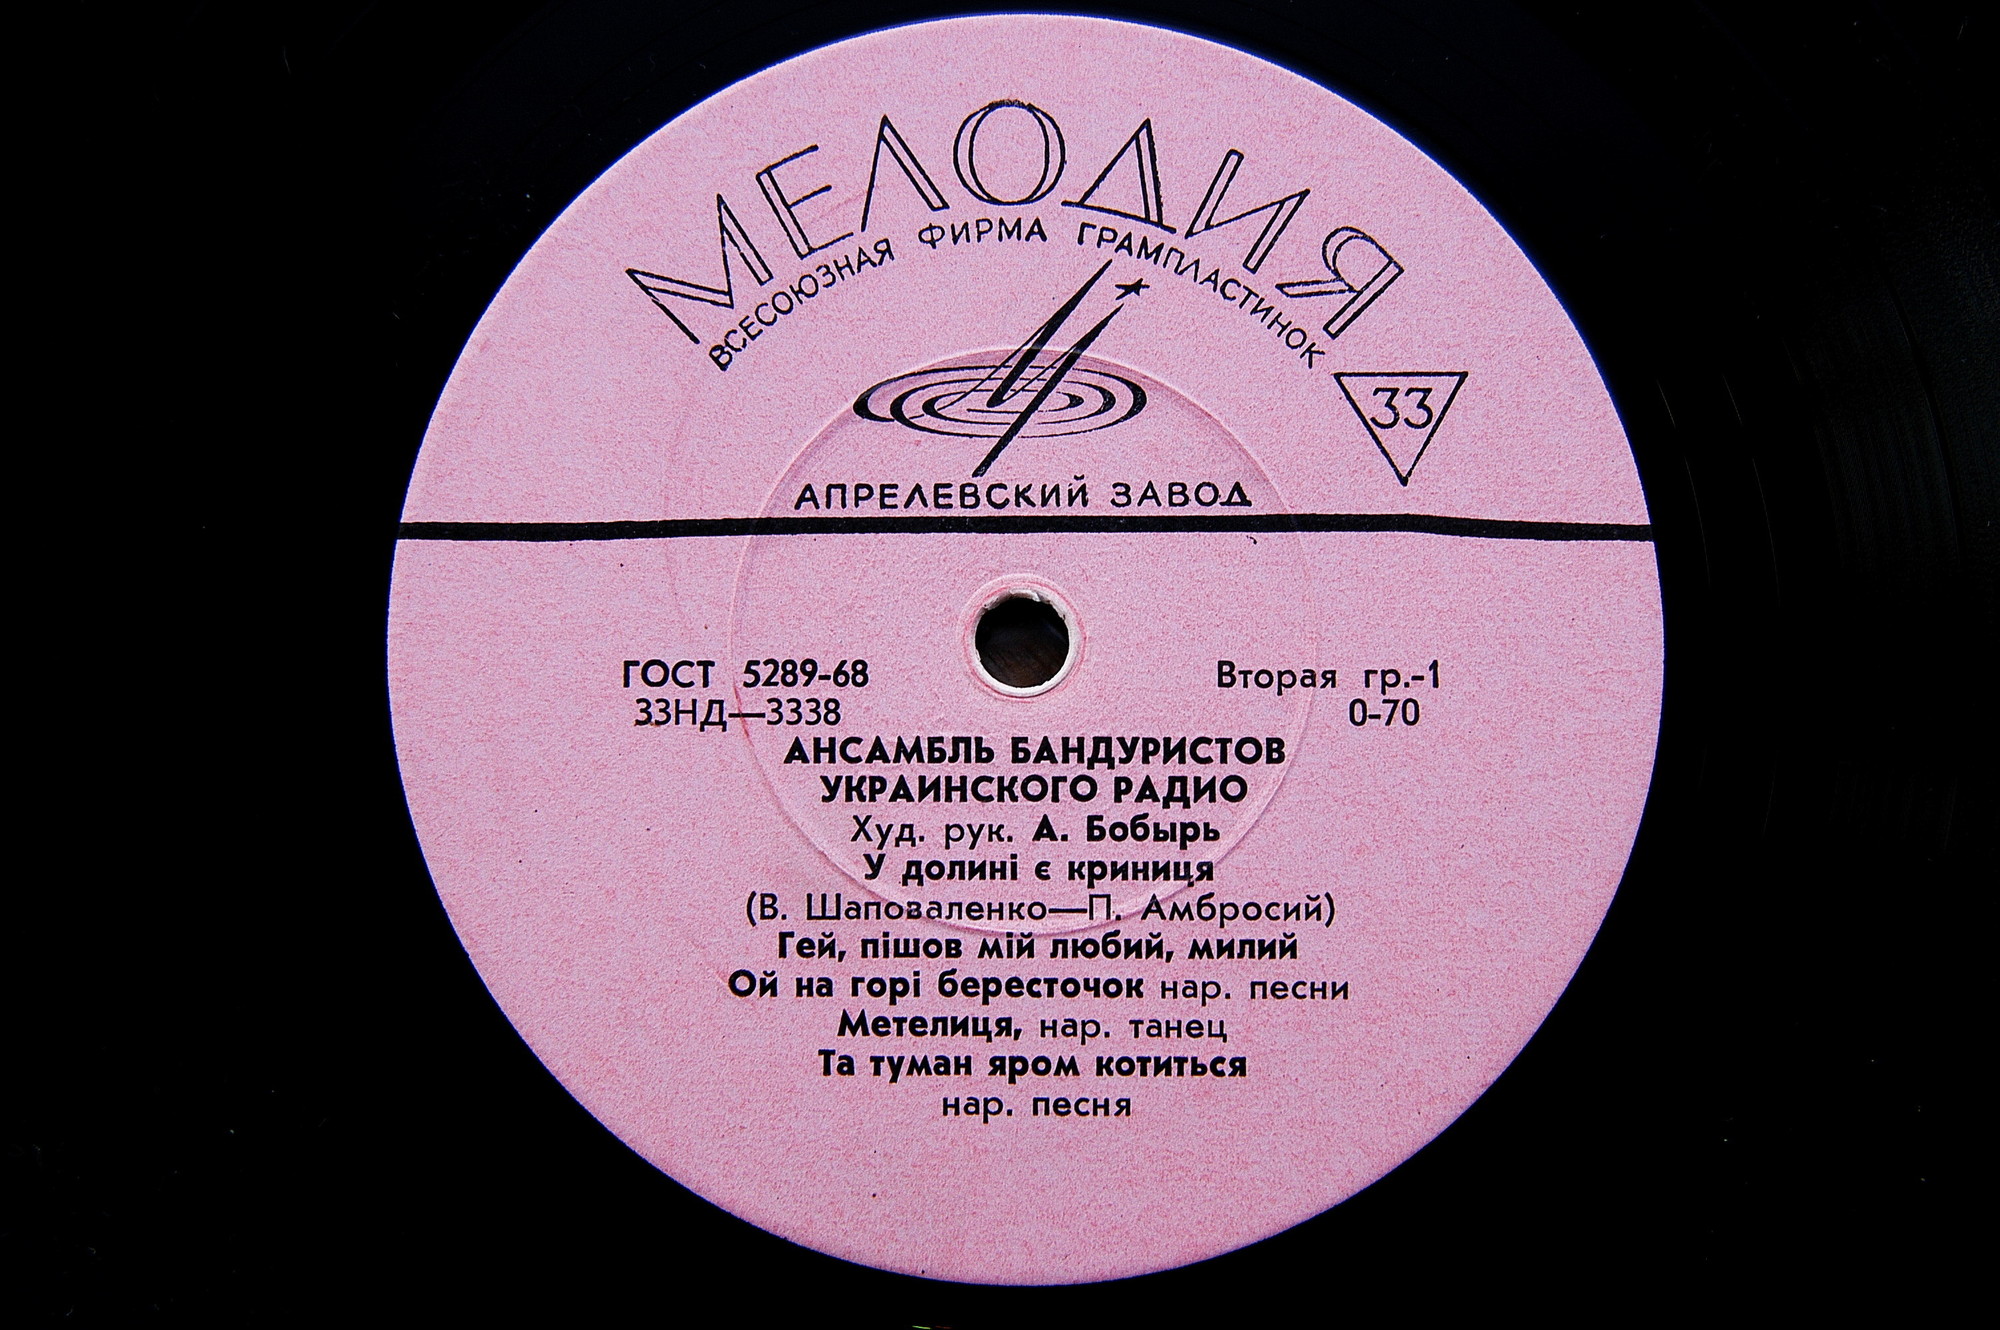 МЕЛОДИЯ
ВСЕСОЮЗНАЯ ФИРМА ГРАМПЛАСТИНОК
33
АПРЕЛЕВСКИЙ ЗАВОД
ГОСТ 5289-68
Вторая гр.-1
33НД—3338
0-70
АНСАМБЛЬ БАНДУРИСТОВ
УКРАИНСКОГО РАДИО
Худ. рук. А. Бобырь
У долині є криниця
(В. Шаповаленко—П. Амбросий)
Гей, пішов мій любий, милий
Ой на горі бересточок нар. песни
Метелиця, нар. танец
Та туман яром котиться
нар. песня